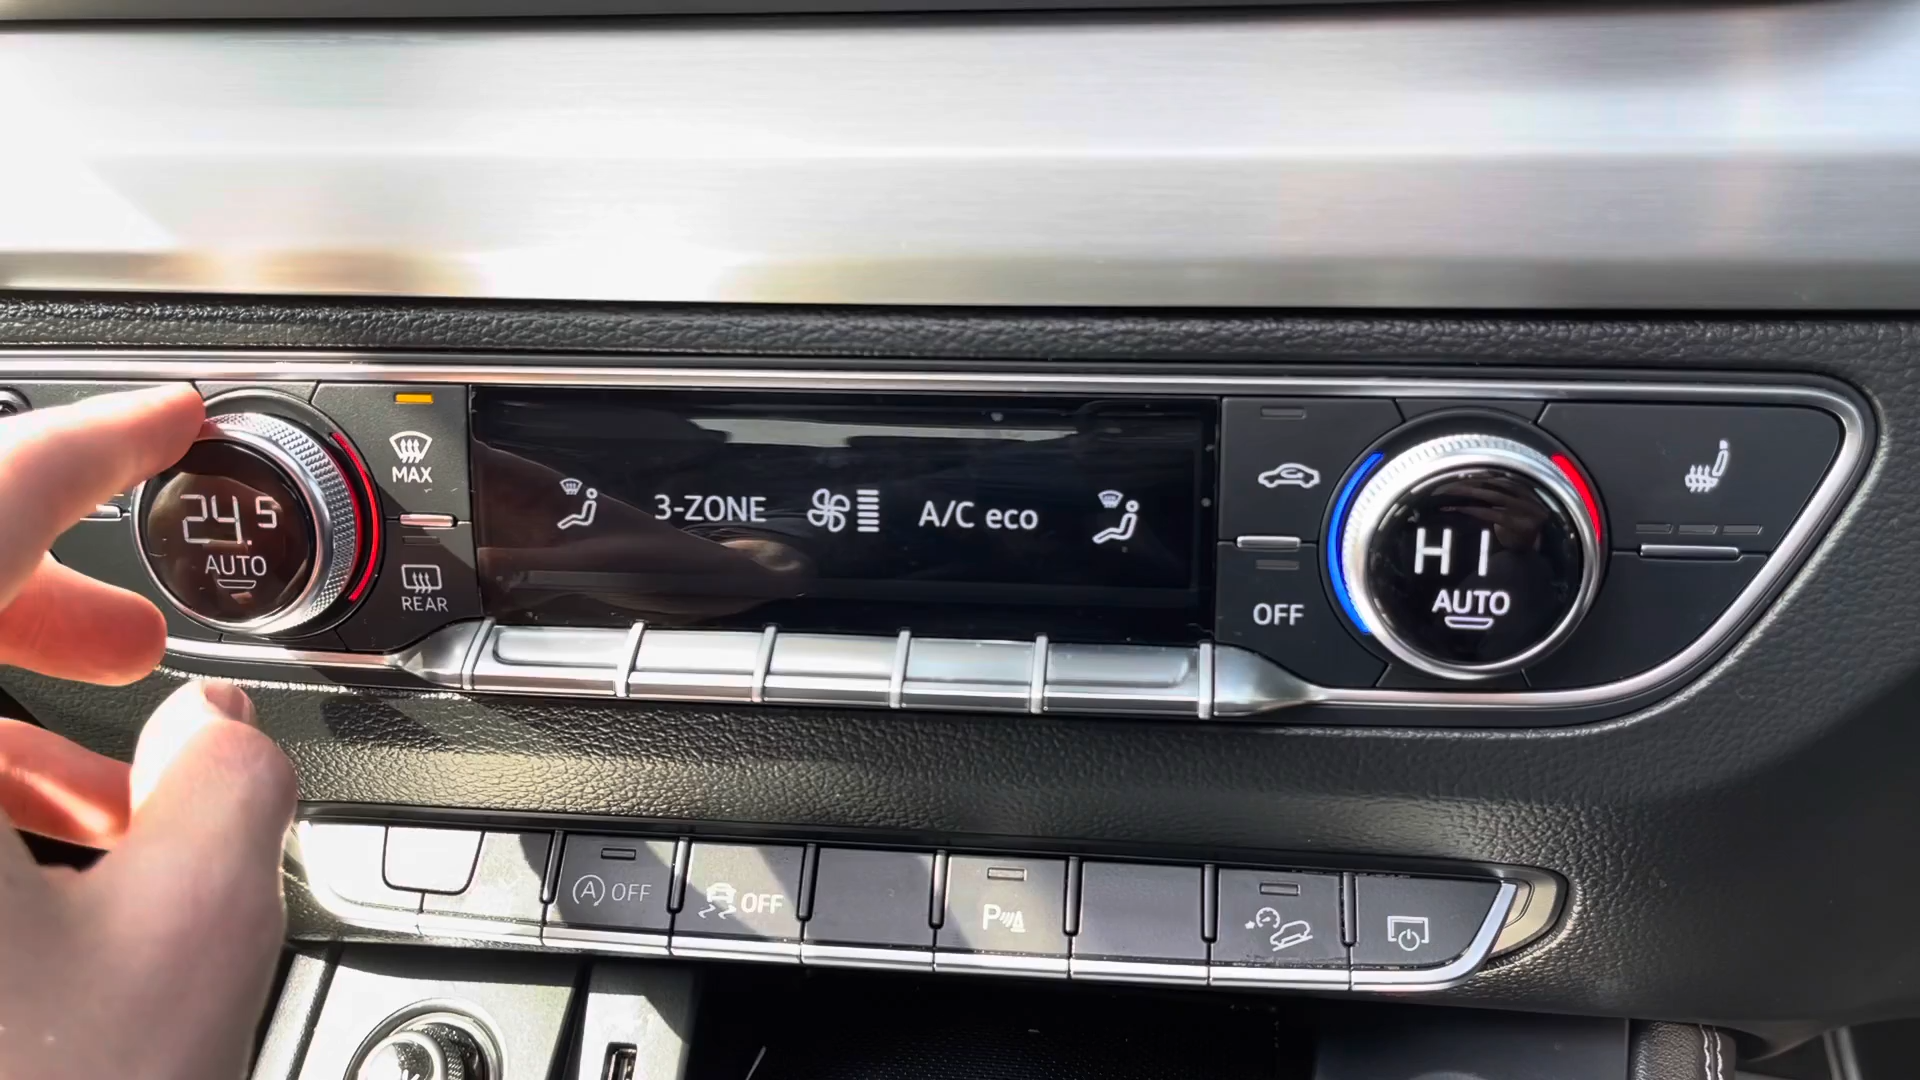 24.5
AUTO
MAX
REAR
3-ZONE
A/C eco
OFF
HI
AUTO
A OFF
OFF
P